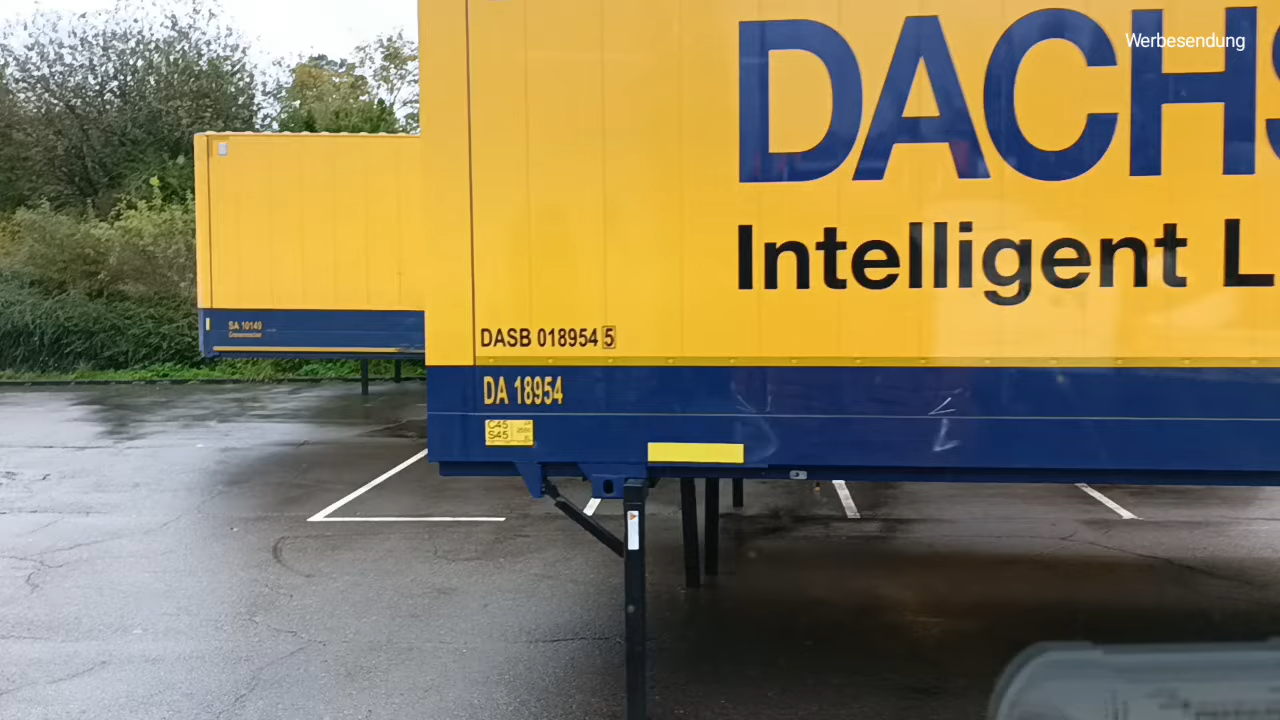 Werbesendung
DACHS
Intelligent L
DASB 018954 5
DA 18954
C45
S45
SA 10149